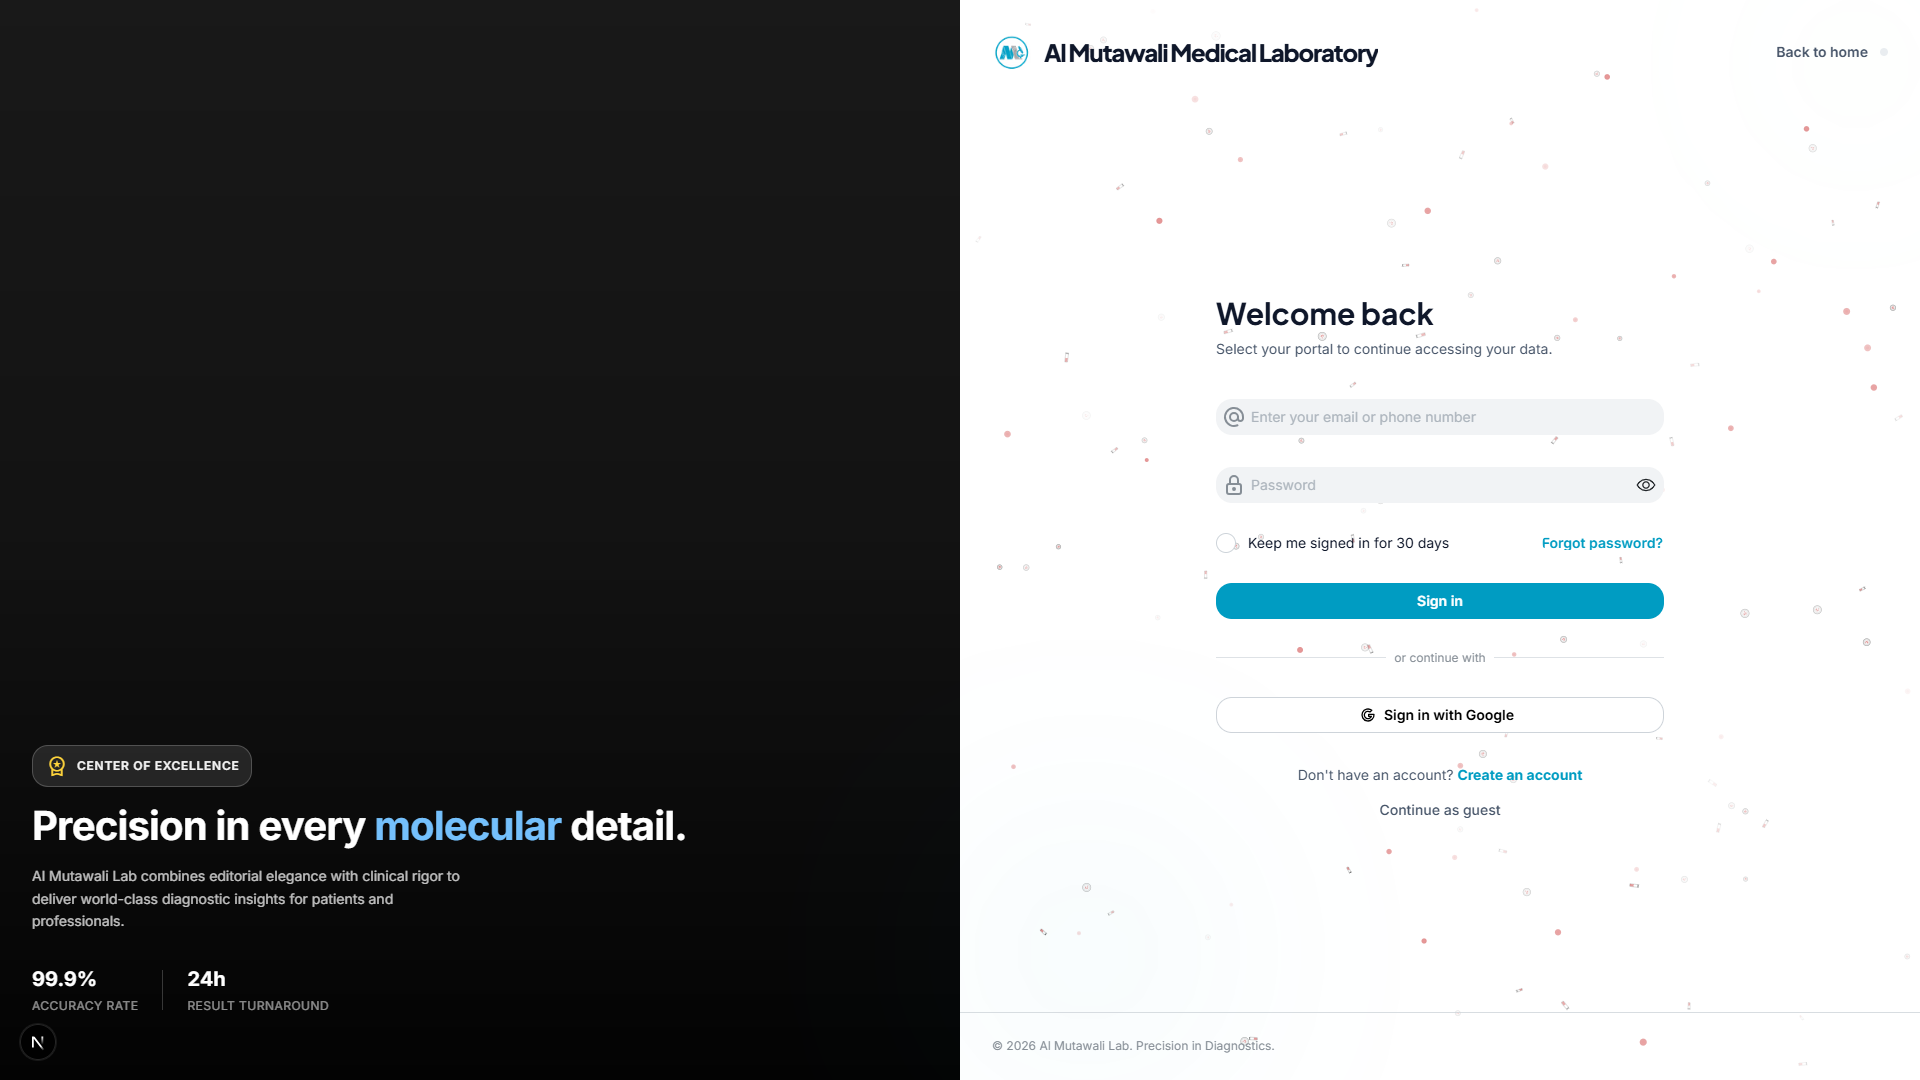 CENTER OF EXCELLENCE
Precision in every molecular detail.
Al Mutawali Lab combines editorial elegance with clinical rigor to
deliver world-class diagnostic insights for patients and
professionals.
99.9%
ACCURACY RATE
24h
RESULT TURNAROUND
N
Al Mutawali Medical Laboratory
Back to home
Welcome back
Select your portal to continue accessing your data.
Enter your email or phone number
Password
Keep me signed in for 30 days
Forgot password?
Sign in
or continue with
G Sign in with Google
Don't have an account? Create an account
Continue as guest
© 2026 Al Mutawali Lab. Precision in Diagnostics.